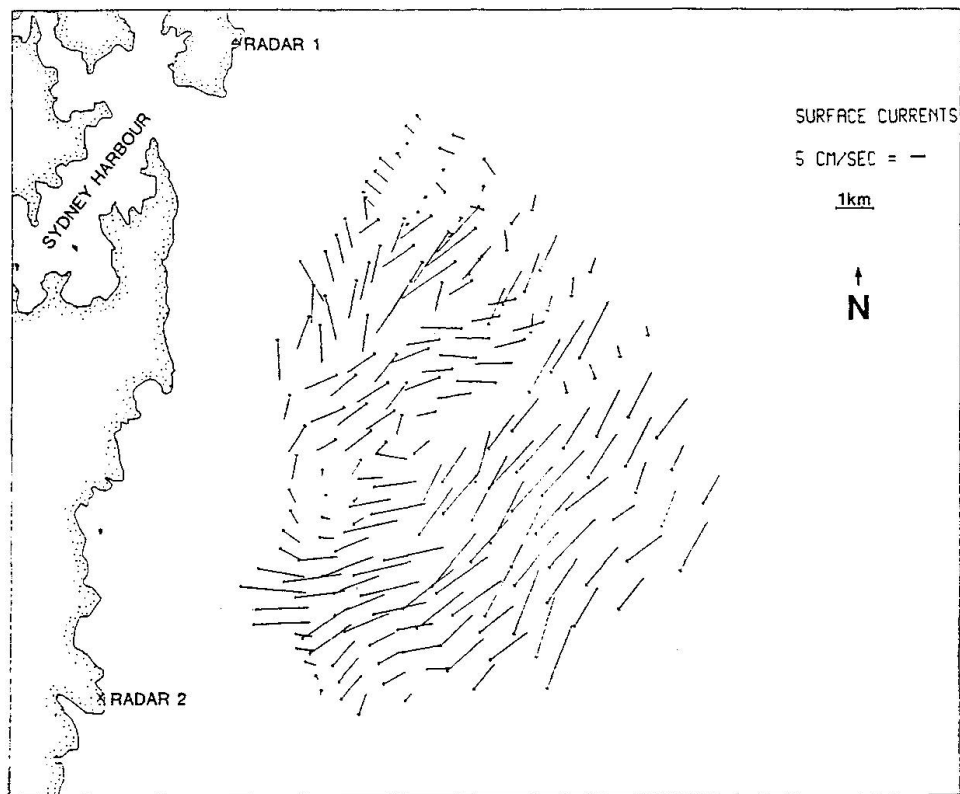 RADAR 1
SURFACE CURRENTS
5 CM/SEC = —
1km
SYDNEY HARBOUR
N
RADAR 2